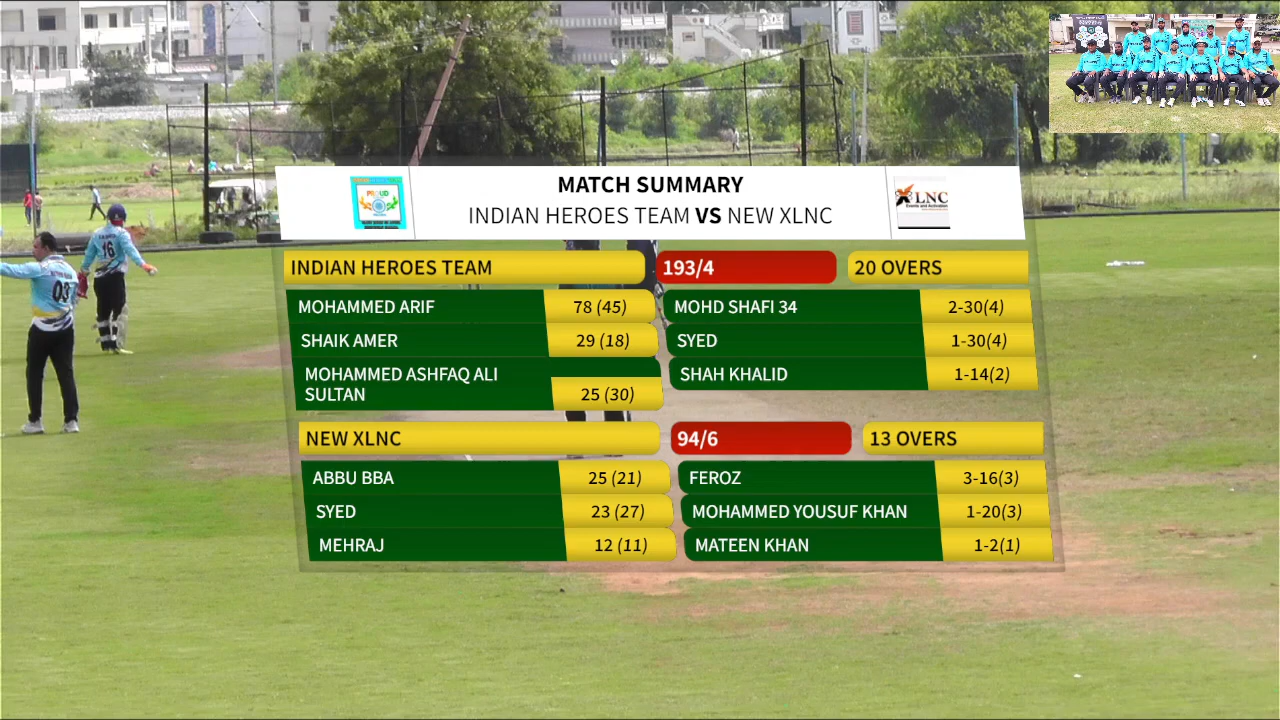 MATCH SUMMARY
INDIAN HEROES TEAM VS NEW XLNC
PROUD
XLNC
INDIAN HEROES TEAM 193/4 20 OVERS
MOHAMMED ARIF 78 (45) MOHD SHAFI 34 2-30(4)
SHAIK AMER 29 (18) SYED 1-30(4)
MOHAMMED ASHFAQ ALI
SULTAN 25 (30) SHAH KHALID 1-14(2)
NEW XLNC 94/6 13 OVERS
ABBU BBA 25 (21) FEROZ 3-16(3)
SYED 23 (27) MOHAMMED YOUSUF KHAN 1-20(3)
MEHRAJ 12 (11) MATEEN KHAN 1-2(1)
16
03